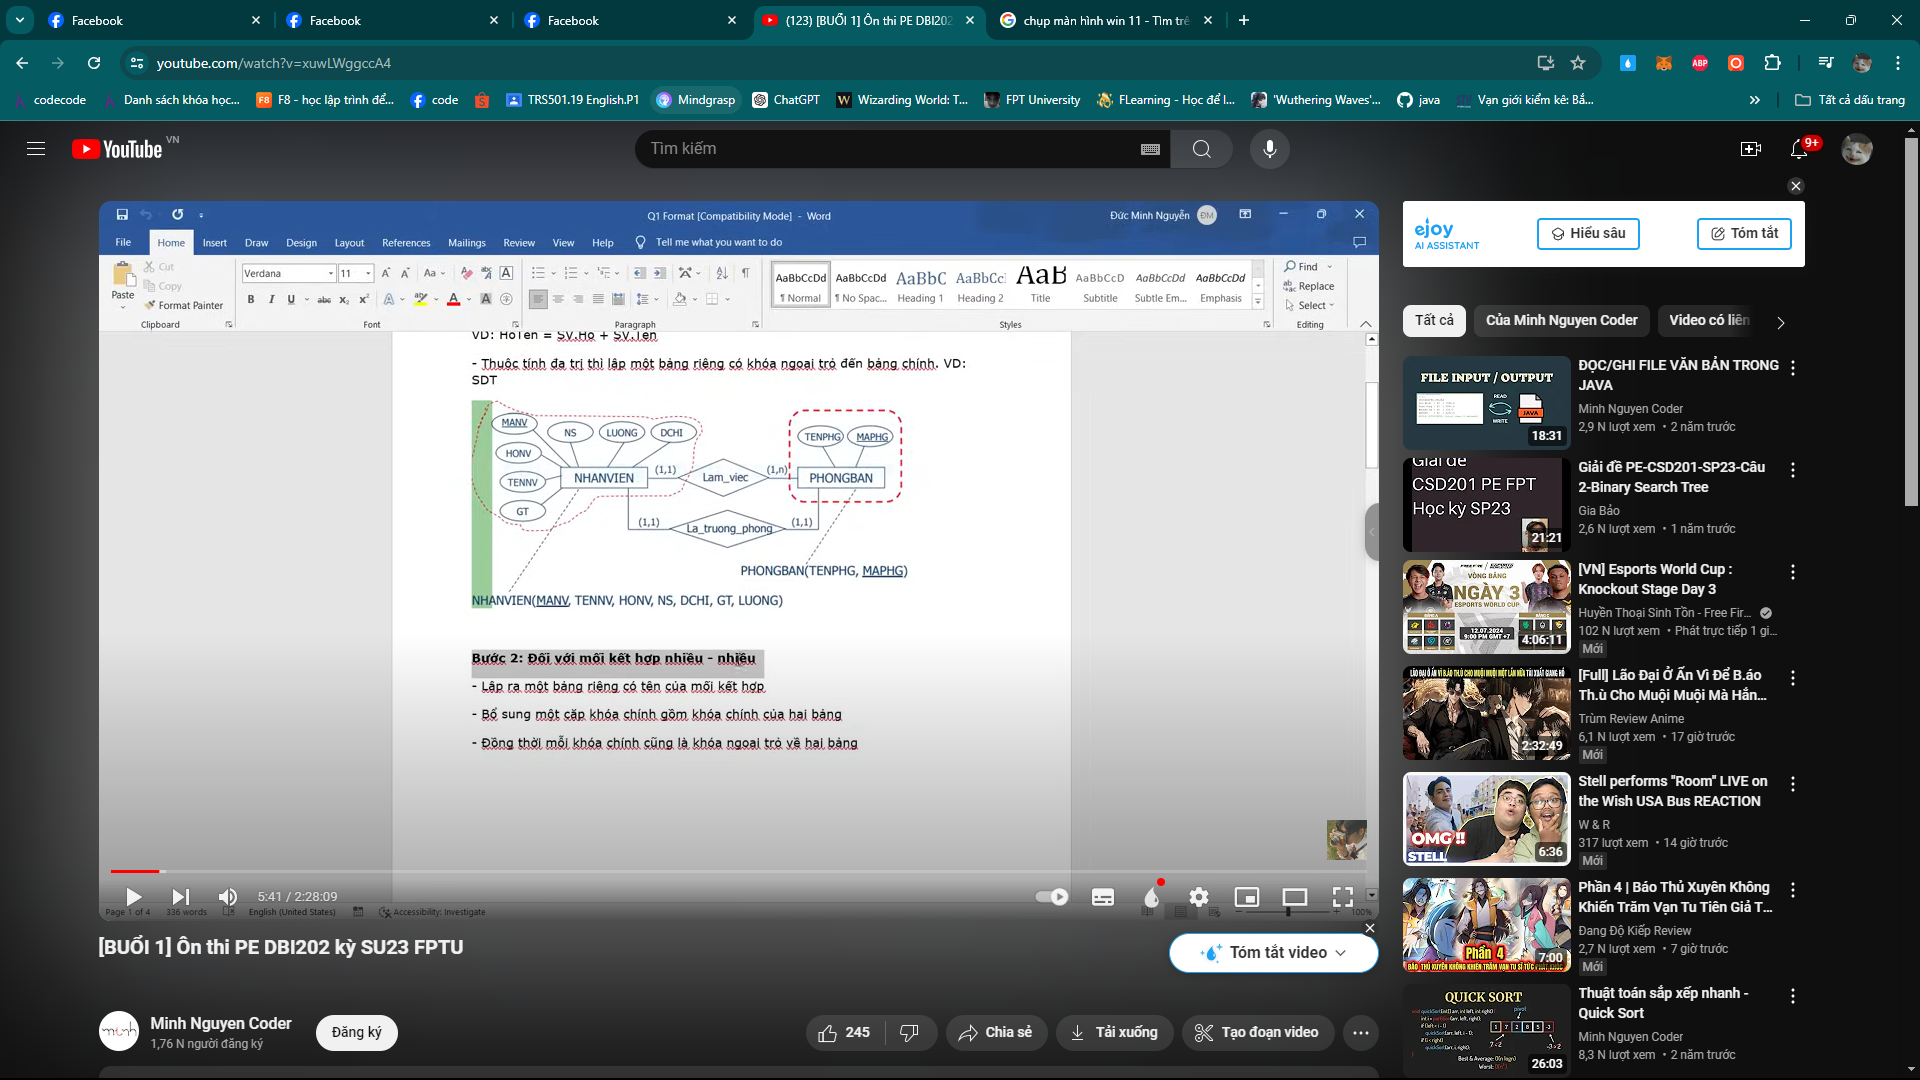 Facebook
Facebook
Facebook
(123) [BUỔI 1] Ôn thi PE DBI202
chụp màn hình win 11 - Tìm trê
youtube.com/watch?v=xuwLWggccA4
codecode
Danh sách khóa học...
F8 - học lập trình để...
code
TRS501.19 English.P1
Mindgrasp
ChatGPT
Wizarding World: T...
FPT University
FLearning - Học để l...
'Wuthering Waves'...
java
Vạn giới kiểm kê: Bắ...
Tất cả dấu trang
YouTube VN
Tìm kiếm
9+
Q1 Format [Compatibility Mode] - Word
Đức Minh Nguyễn ĐM
File Home Insert Draw Design Layout References Mailings Review View Help Tell me what you want to do
Paste
Cut
Copy
Format Painter
Clipboard
Verdana 11
Font
Paragraph
AaBbCcDd
¶ Normal
AaBbCcDd
¶ No Spac...
AaBbC
Heading 1
AaBbCc
Heading 2
AaB
Title
AaBbCcD
Subtitle
AaBbCcDd
Subtle Em...
AaBbCcDd
Emphasis
Styles
Find
Replace
Select
Editing
VD: HoTen = SV.Ho + SV.Ten
- Thuộc tính đa trị thì lập một bảng riêng có khóa ngoại trỏ đến bảng chính. VD:
SDT
MANV
NS
LUONG
DCHI
HONV
TENNV
GT
NHANVIEN
(1,1)
Lam_viec
(1,n)
TENPHG
MAPHG
PHONGBAN
(1,1)
La_truong_phong
(1,1)
PHONGBAN(TENPHG, MAPHG)
NHANVIEN(MANV, TENNV, HONV, NS, DCHI, GT, LUONG)
Bước 2: Đối với mối kết hợp nhiều - nhiều
- Lập ra một bảng riêng có tên của mối kết hợp
- Bổ sung một cặp khóa chính gồm khóa chính của hai bảng
- Đồng thời mỗi khóa chính cũng là khóa ngoại trỏ về hai bảng
5:41 / 2:28:09
Page 1 of 4 336 words English (United States) Accessibility: Investigate
100%
[BUỔI 1] Ôn thi PE DBI202 kỳ SU23 FPTU
Tóm tắt video
minh
Minh Nguyen Coder
1,76 N người đăng ký
Đăng ký
245
Chia sẻ
Tải xuống
Tạo đoạn video
ejoy
AI ASSISTANT
Hiểu sâu
Tóm tắt
Tất cả
Của Minh Nguyen Coder
Video có liên
FILE INPUT / OUTPUT
READ
WRITE
JAVA
18:31
ĐỌC/GHI FILE VĂN BẢN TRONG
JAVA
Minh Nguyen Coder
2,9 N lượt xem • 2 năm trước
Giải đề
CSD201 PE FPT
Học kỳ SP23
21:21
Giải đề PE-CSD201-SP23-Câu
2-Binary Search Tree
Gia Bảo
2,6 N lượt xem • 1 năm trước
VÒNG BẢNG
NGÀY 3
ESPORTS WORLD CUP
12.07.2024
9:00 PM GMT+7
4:06:11
[VN] Esports World Cup :
Knockout Stage Day 3
Huyền Thoại Sinh Tồn - Free Fir...
102 N lượt xem • Phát trực tiếp 1 gi...
Mới
2:32:49
[Full] Lão Đại Ở Ẩn Vì Để B.áo
Th.ù Cho Muội Muội Mà Hắn...
Trùm Review Anime
6,1 N lượt xem • 17 giờ trước
Mới
OMG !!
STELL
6:36
Stell performs "Room" LIVE on
the Wish USA Bus REACTION
W & R
317 lượt xem • 14 giờ trước
Mới
Phần 4
7:00
Phần 4 | Báo Thủ Xuyên Không
Khiến Trăm Vạn Tu Tiên Giả T...
Đang Độ Kiếp Review
2,7 N lượt xem • 7 giờ trước
Mới
QUICK SORT
pivot
26:03
Thuật toán sắp xếp nhanh -
Quick Sort
Minh Nguyen Coder
8,3 N lượt xem • 2 năm trước